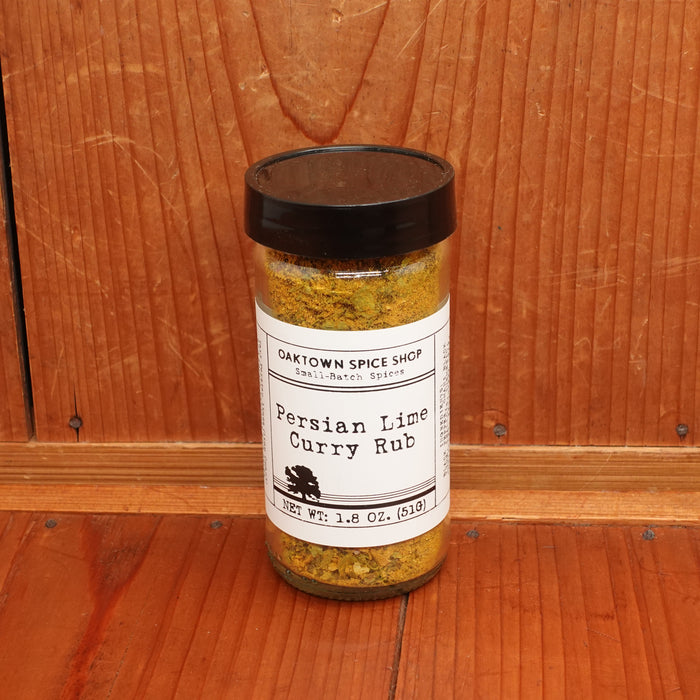 OAKTOWN SPICE SHOP
Small-Batch Spices
Persian Lime
Curry Rub
NET WT: 1.8 OZ. (51G)